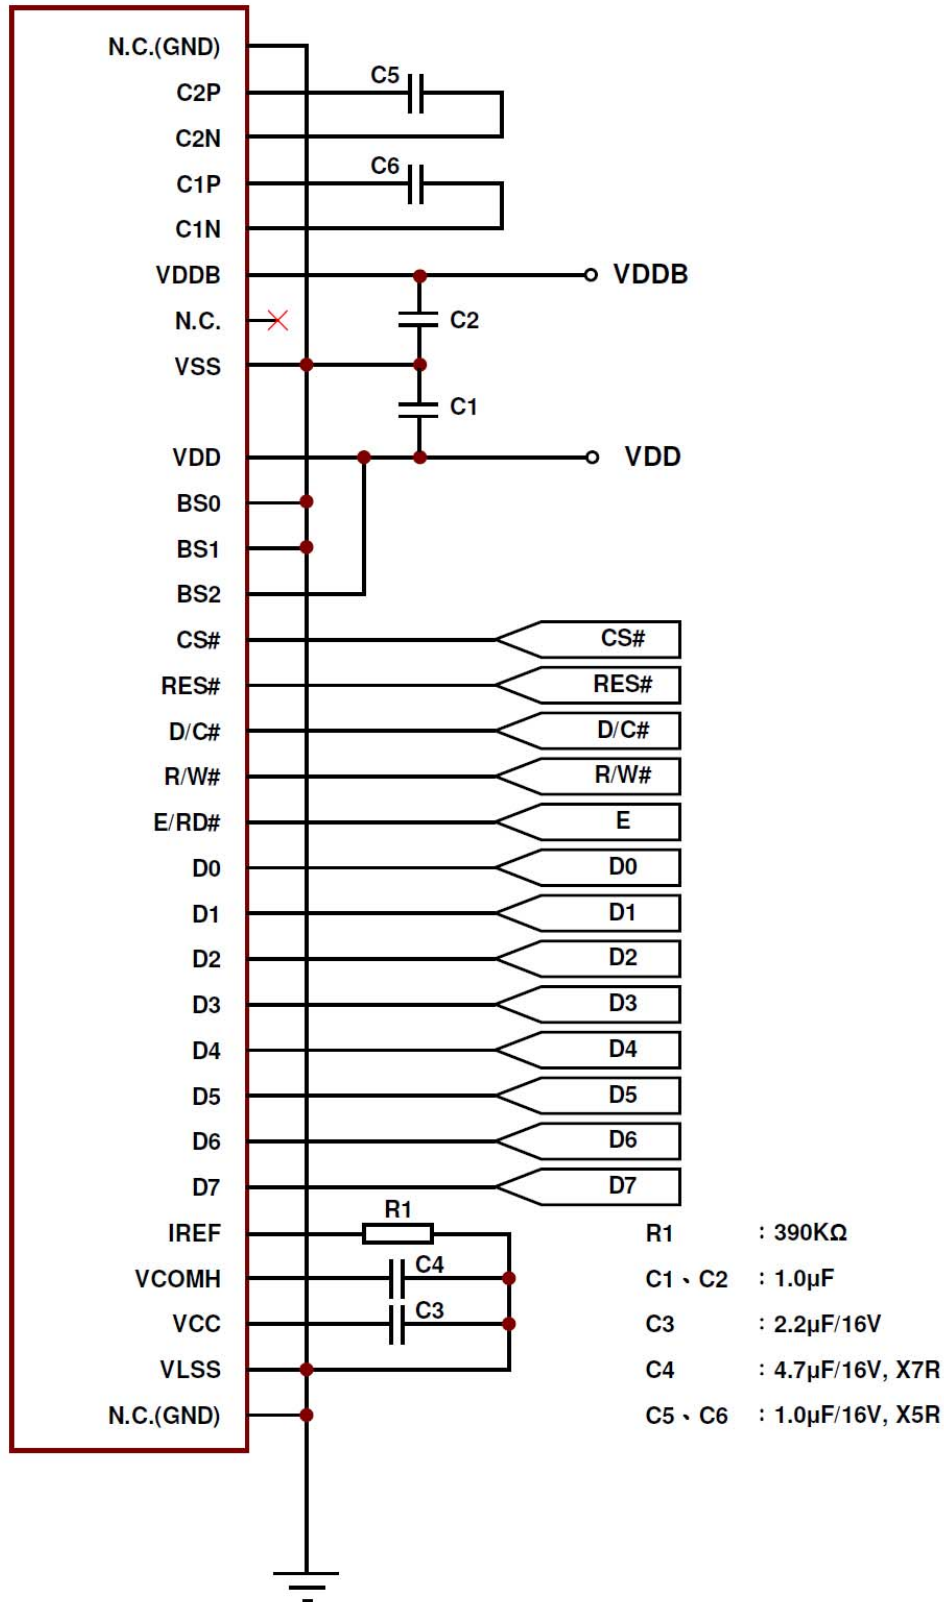 N.C.(GND)
C5
C2P
C2N
C6
C1P
C1N
VDDB VDDB
N.C. C2
VSS
C1
VDD VDD
BS0
BS1
BS2
CS# CS#
RES# RES#
D/C# D/C#
R/W# R/W#
E/RD# E
D0 D0
D1 D1
D2 D2
D3 D3
D4 D4
D5 D5
D6 D6
D7 D7
R1
IREF
C4
VCOMH
C3
VCC
VLSS
N.C.(GND)
R1 : 390KΩ
C1、C2 : 1.0μF
C3 : 2.2μF/16V
C4 : 4.7μF/16V, X7R
C5、C6 : 1.0μF/16V, X5R